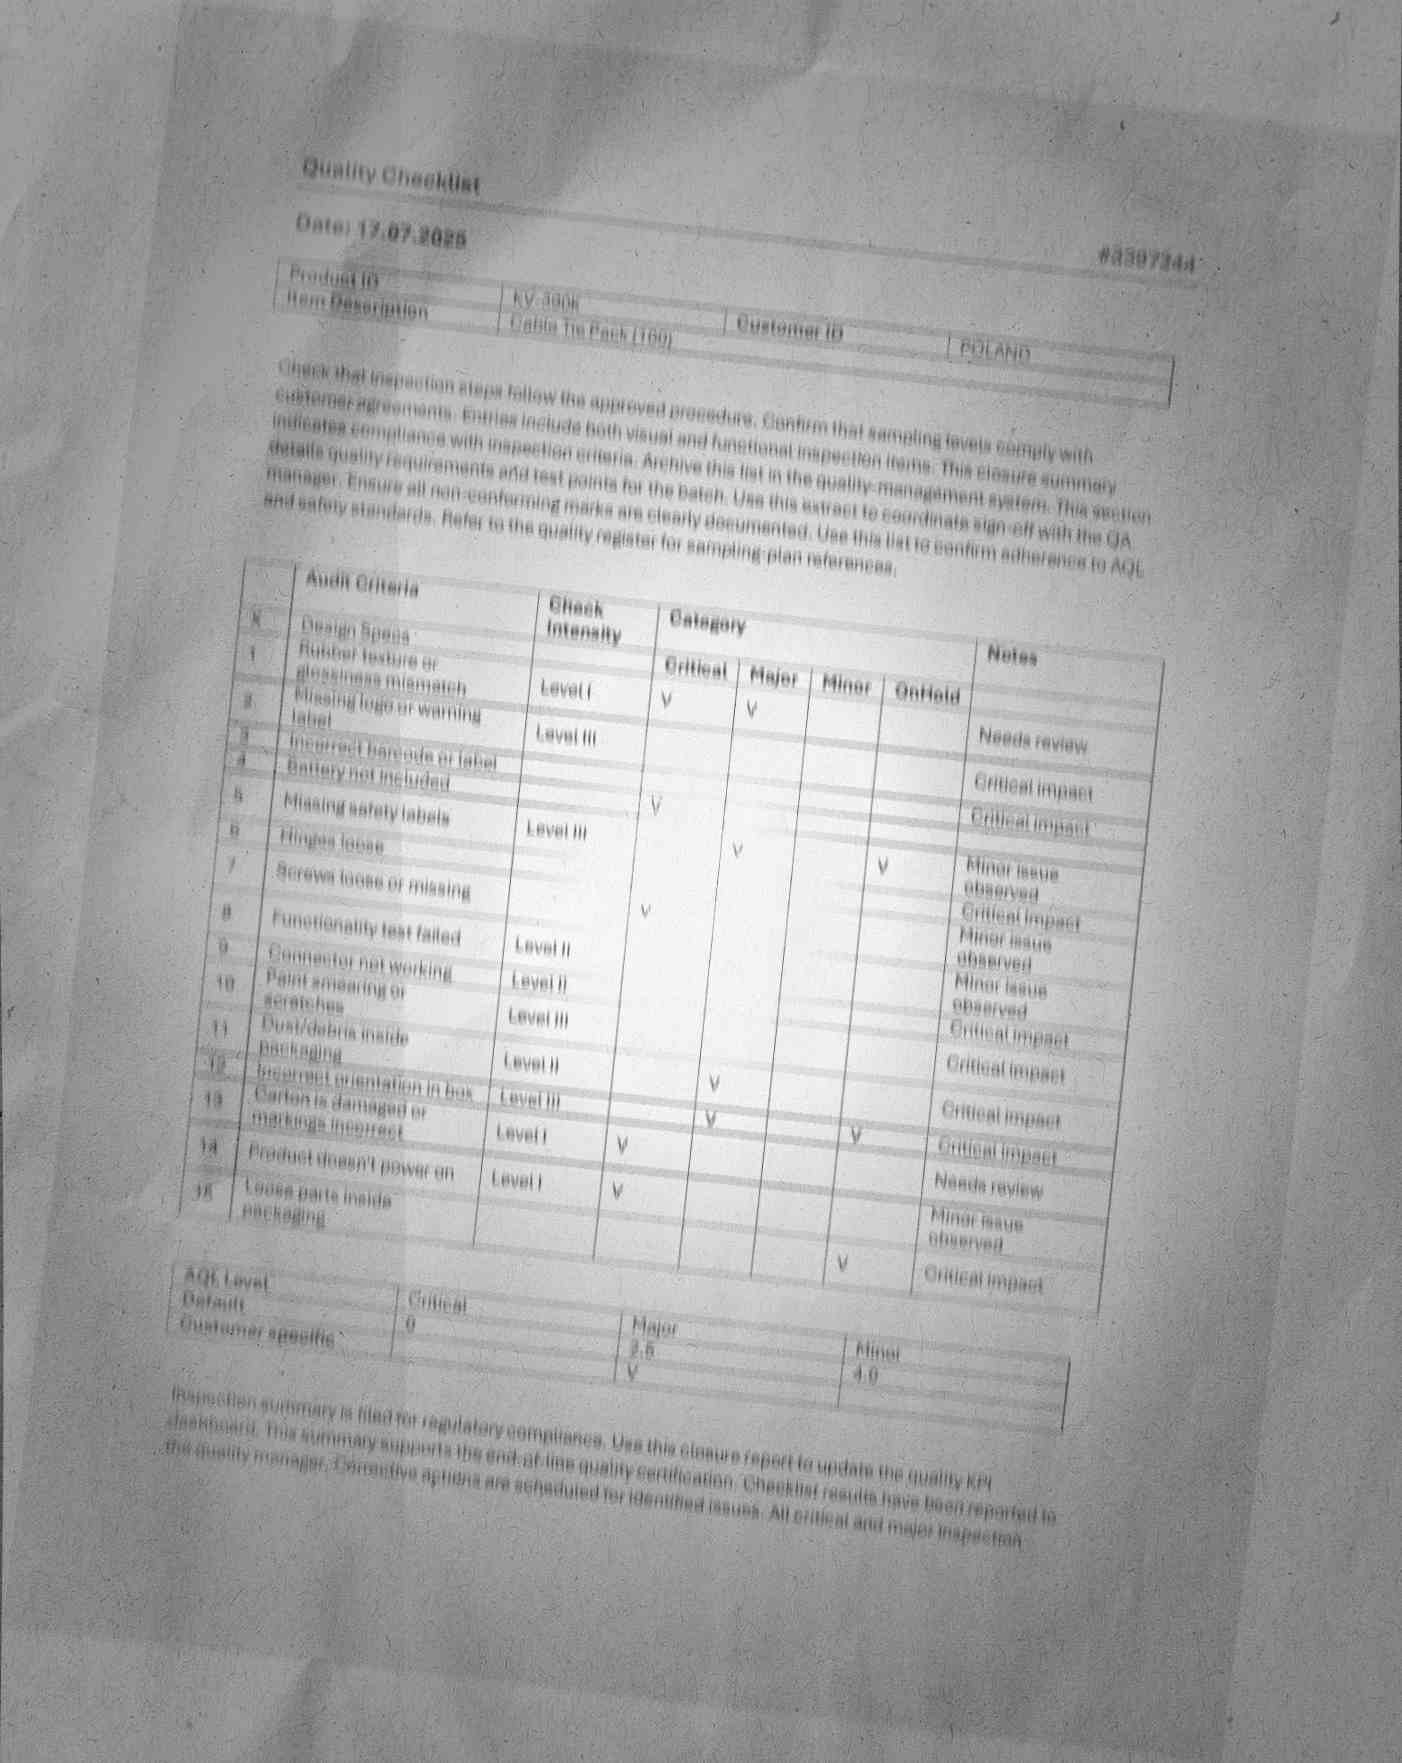 Quality Checklist
Date: 17.07.2025
Product ID Customer ID POLAND
Item Description Cable Tie Pack (100)
Check that inspection steps follow the approved procedure. Confirm that sampling levels comply with
customer agreements. Entries include both visual and functional inspection items. This closure summary
indicates compliance with inspection criteria. Archive this list in the quality-management system. This section
details quality requirements and test points for the batch. Use this extract to coordinate sign-off with the QA
manager. Ensure all non-conforming marks are clearly documented. Use this list to confirm adherence to AQL
and safety standards. Refer to the quality register for sampling-plan references.
Audit Criteria Check Category Notes
Intensity
X Design Specs Critical Major Minor OnHold
1 Rubber texture or Level I V V Needs review
glossiness mismatch
2 Missing logo or warning Level III Critical impact
label
3 Incorrect barcode or label Critical impact
4 Battery not included V
5 Missing safety labels Level III V V Minor issue
observed
6 Hinges loose Critical impact
7 Screws loose or missing V Minor issue
observed
8 Functionality test failed Level II Minor issue
observed
9 Connector not working Level II Critical impact
10 Paint smearing or Level III Critical impact
scratches
11 Dust/debris inside Level II V Critical impact
packaging
12 Incorrect orientation in box Level III V V Critical impact
13 Carton is damaged or Level I V Needs review
markings incorrect
14 Product doesn't power on Level I V Minor issue
observed
15 Loose parts inside V Critical impact
packaging
AQL Level Critical Major Minor
Default 0 2.5 4.0
Customer specific V
Inspection summary is filed for regulatory compliance. Use this closure report to update the quality KPI
dashboard. This summary supports the end-of-line quality certification. Checklist results have been reported to
the quality manager. Corrective actions are scheduled for identified issues. All critical and major inspection